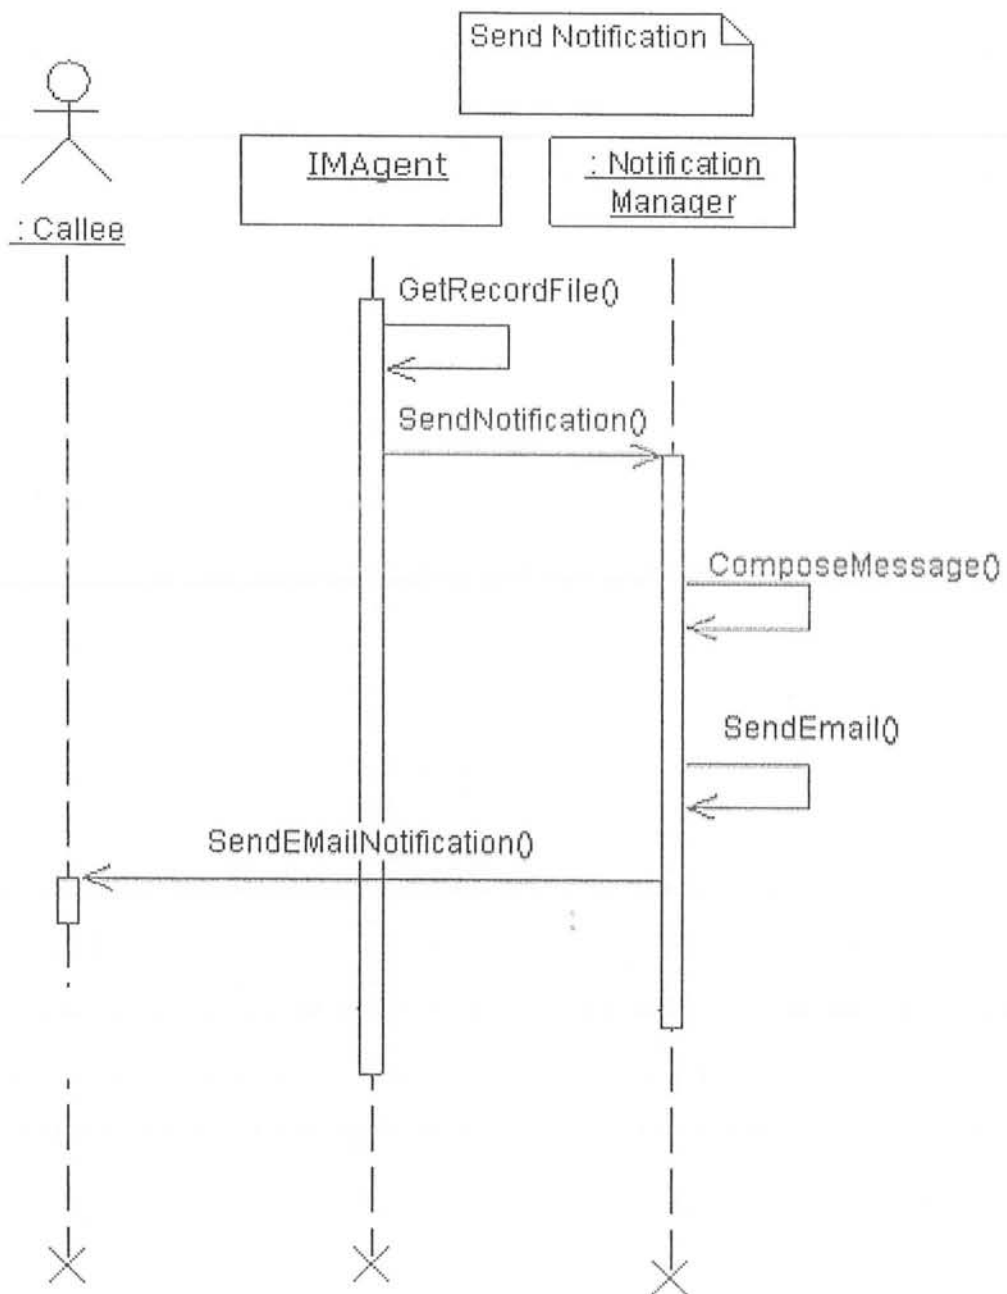 Send Notification
IMAgent
: Notification
Manager
: Callee
GetRecordFile()
SendNotification()
ComposeMessage()
SendEmail()
SendEMailNotification()